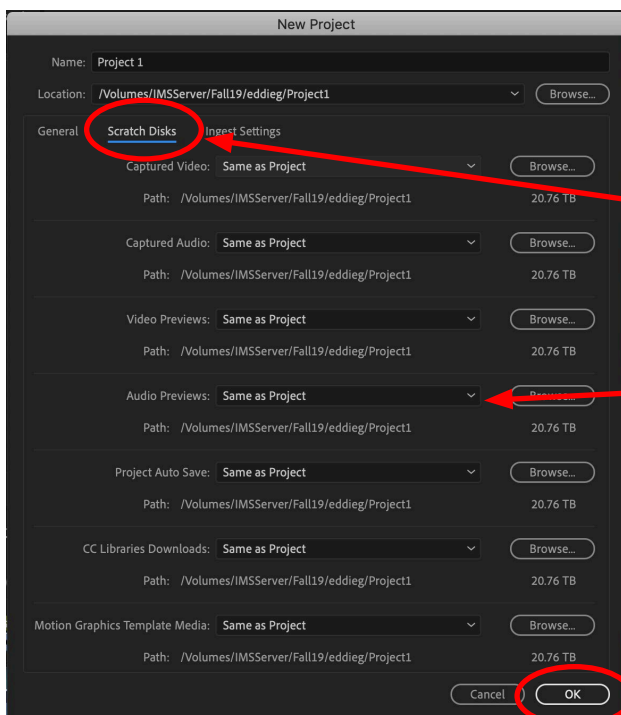 New Project
Name: Project 1
Location: /Volumes/IMSServer/Fall19/eddieg/Project1 Browse...
General Scratch Disks Ingest Settings
Captured Video: Same as Project Browse...
Path: /Volumes/IMSServer/Fall19/eddieg/Project1 20.76 TB
Captured Audio: Same as Project Browse...
Path: /Volumes/IMSServer/Fall19/eddieg/Project1 20.76 TB
Video Previews: Same as Project Browse...
Path: /Volumes/IMSServer/Fall19/eddieg/Project1 20.76 TB
Audio Previews: Same as Project Browse...
Path: /Volumes/IMSServer/Fall19/eddieg/Project1 20.76 TB
Project Auto Save: Same as Project Browse...
Path: /Volumes/IMSServer/Fall19/eddieg/Project1 20.76 TB
CC Libraries Downloads: Same as Project Browse...
Path: /Volumes/IMSServer/Fall19/eddieg/Project1 20.76 TB
Motion Graphics Template Media: Same as Project Browse...
Path: /Volumes/IMSServer/Fall19/eddieg/Project1 20.76 TB
Cancel OK